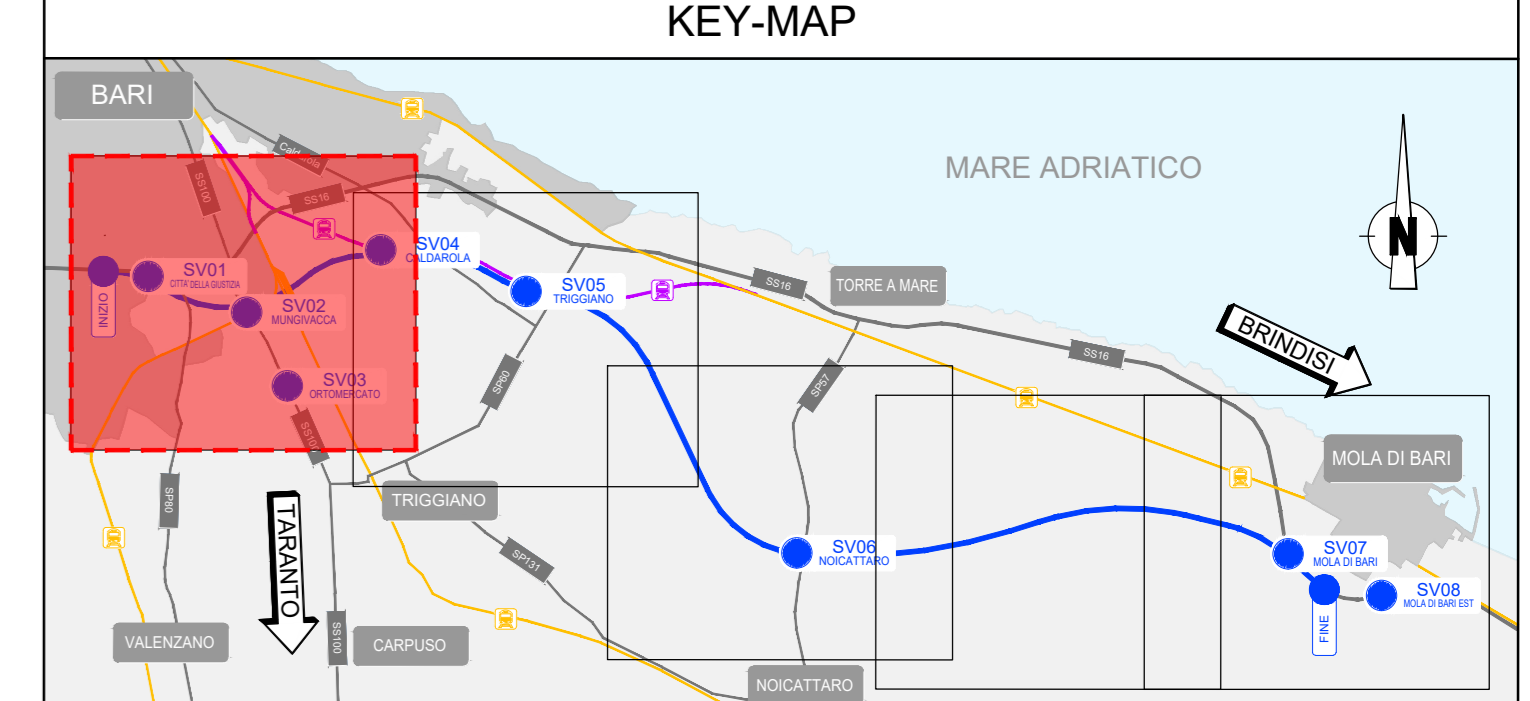 KEY-MAP
BARI
MARE ADRIATICO
N
Caldarola
SS100
SS16
SV04
CALDAROLA
SV01
CITTA' DELLA GIUSTIZIA
INIZIO
SV02
MUNGIVACCA
SV05
TRIGGIANO
SS16
TORRE A MARE
BRINDISI
SS16
SV03
ORTOMERCATO
SP60
SP57
SS100
MOLA DI BARI
SP80
TRIGGIANO
TARANTO
SP131
SV06
NOICATTARO
SV07
MOLA DI BARI
SV08
MOLA DI BARI EST
FINE
VALENZANO
SS100
CARPUSO
NOICATTARO